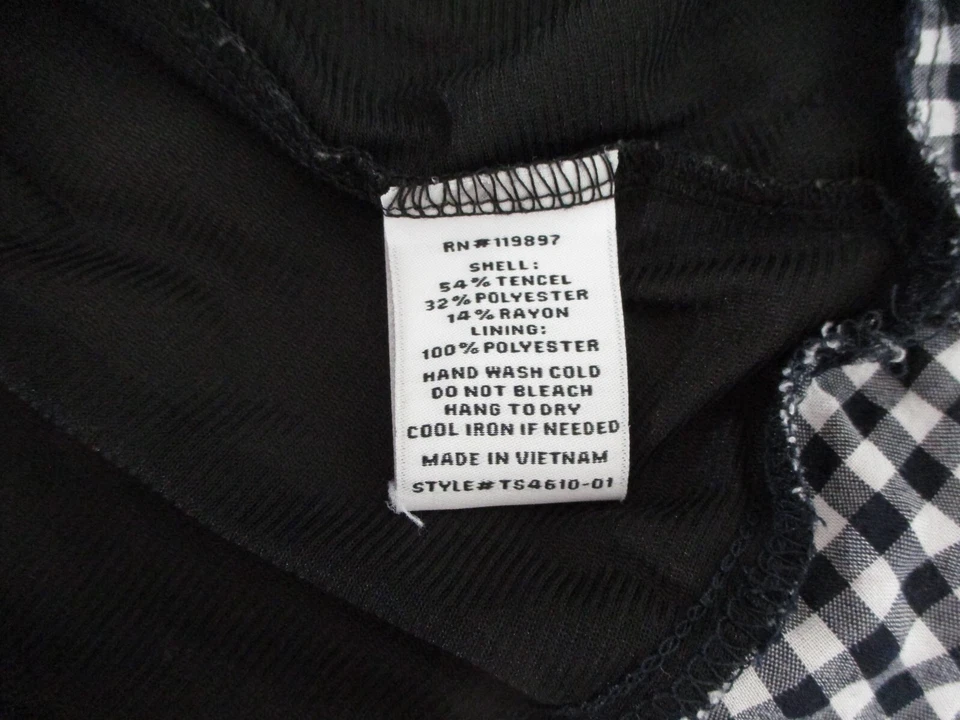 RN#119897
SHELL:
54% TENCEL
32% POLYESTER
14% RAYON
LINING:
100% POLYESTER
HAND WASH COLD
DO NOT BLEACH
HANG TO DRY
COOL IRON IF NEEDED
MADE IN VIETNAM
STYLE# TS4610-01